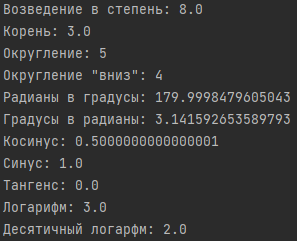 Возведение в степень: 8.0
Корень: 3.0
Округление: 5
Округление "вниз": 4
Радианы в градусы: 179.9998479605043
Градусы в радианы: 3.141592653589793
Косинус: 0.5000000000000001
Синус: 1.0
Тангенс: 0.0
Логарифм: 3.0
Десятичный логарфм: 2.0